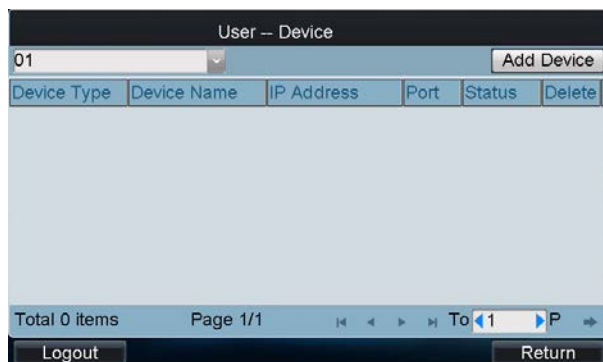 User -- Device
01 Add Device
Device Type Device Name IP Address Port Status Delete
Total 0 items Page 1/1 To 1 P
Logout Return